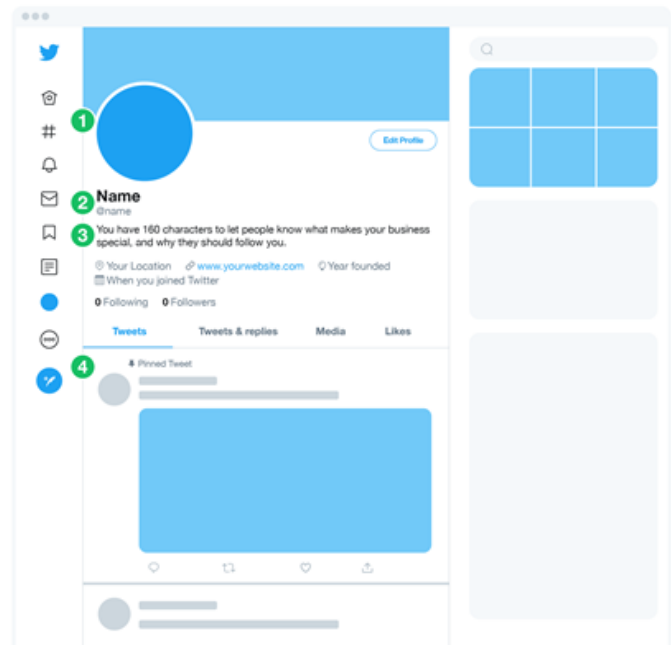 1
Edit Profile
2
Name
@name
3
You have 160 characters to let people know what makes your business
special, and why they should follow you.
Your Location www.yourwebsite.com Year founded
When you joined Twitter
0 Following 0 Followers
Tweets Tweets & replies Media Likes
4
Pinned Tweet